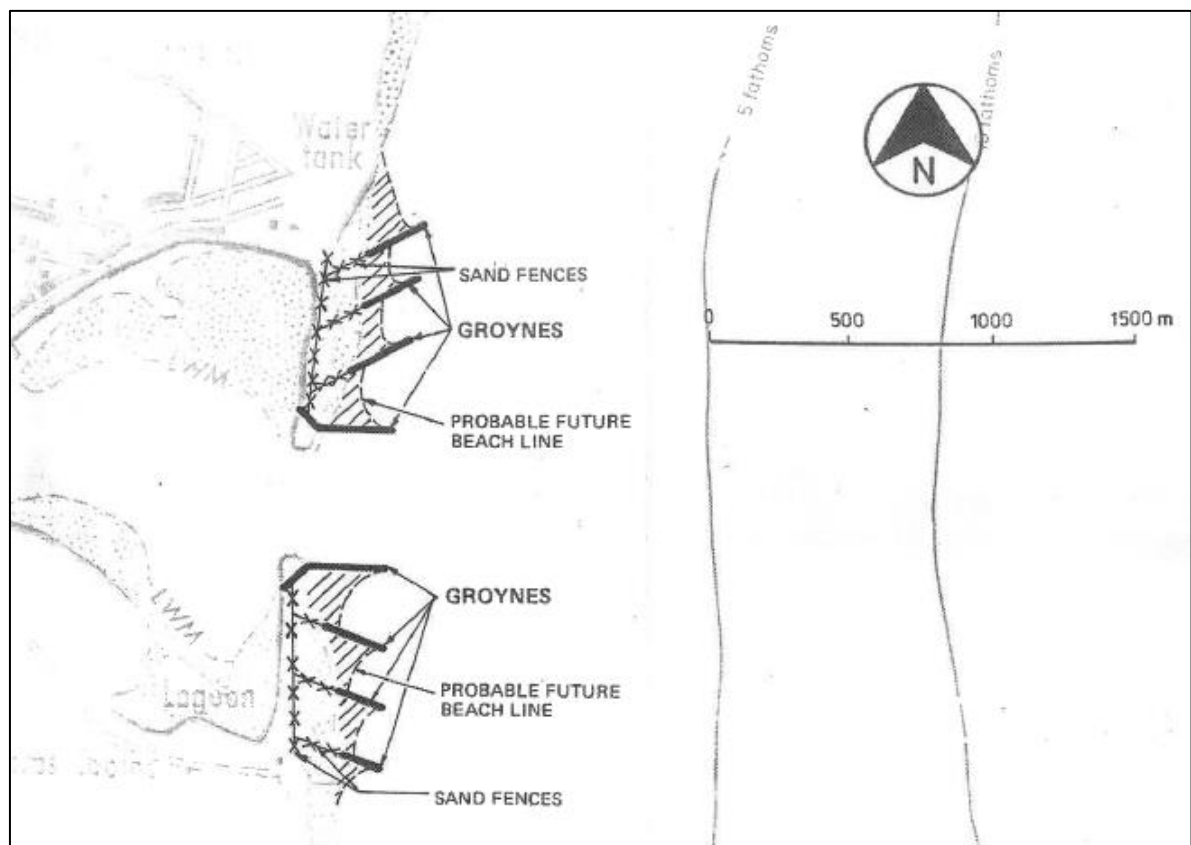 Water
tank
5 fathoms
fathoms
N
SAND FENCES
GROYNES
0 500 1000 1500 m
LWM
PROBABLE FUTURE
BEACH LINE
GROYNES
LWM
Lagoon
PROBABLE FUTURE
BEACH LINE
SAND FENCES